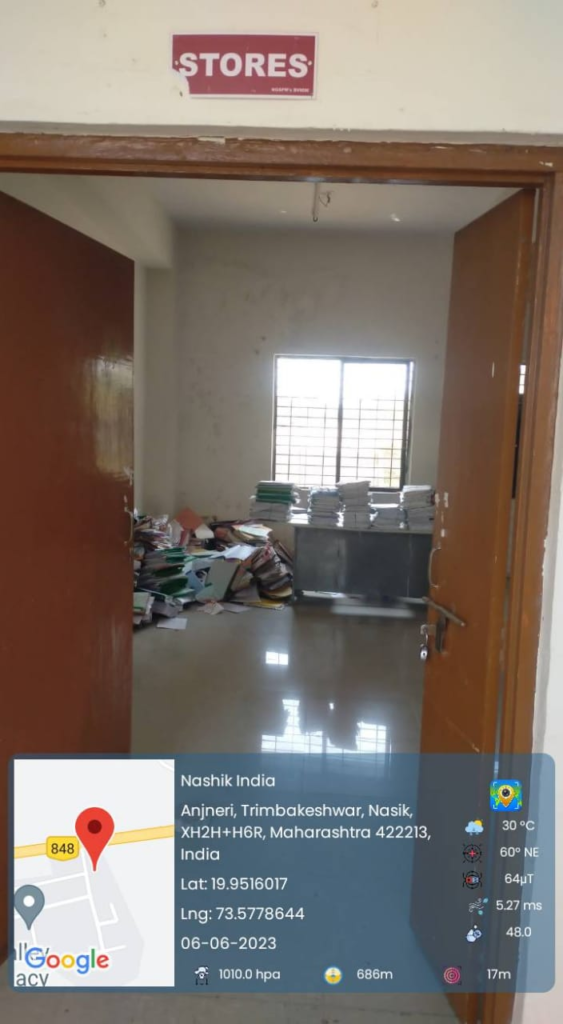 STORES
Nashik India
Anjneri, Trimbakeshwar, Nasik,
XH2H+H6R, Maharashtra 422213,
India
Lat: 19.9516017
Lng: 73.5778644
06-06-2023
848
Google
acy
30 °C
60° NE
64µT
5.27 ms
48.0
1010.0 hpa
686m
17m